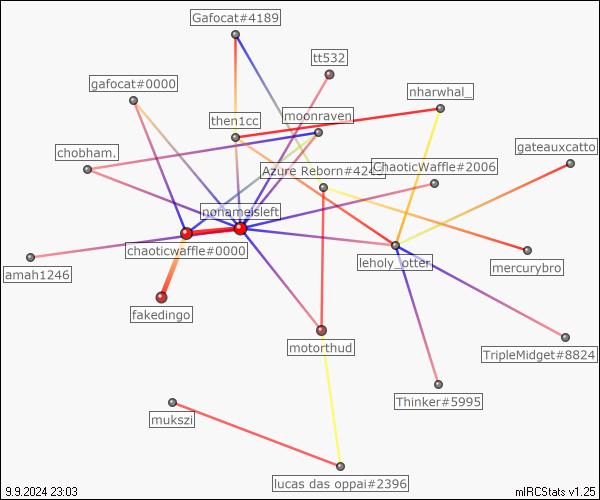 Gafocat#4189
tt532
gafocat#0000
nharwhal_
then1cc
moonraven
chobham.
gateauxcatto
Azure Reborn#424
ChaoticWaffle#2006
nonameisleft
chaoticwaffle#0000
leholy_otter
amah1246
mercurybro
fakedingo
motorthud
TripleMidget#8824
Thinker#5995
mukszi
lucas das oppai#2396
9.9.2024 23:03
mIRCStats v1.25